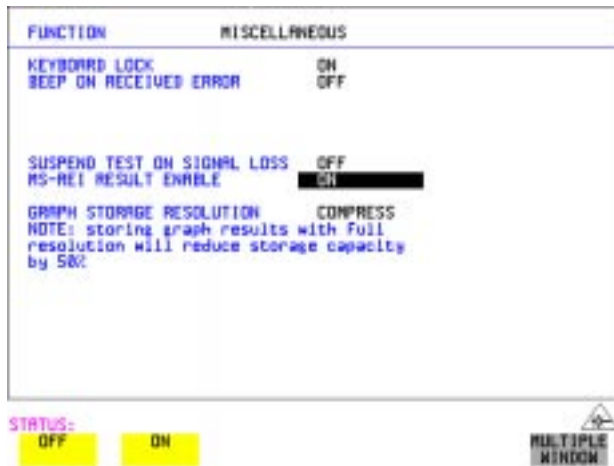 FUNCTION MISCELLANEOUS
KEYBOARD LOCK ON
BEEP ON RECEIVED ERROR OFF
SUSPEND TEST ON SIGNAL LOSS OFF
MS-REI RESULT ENABLE ON
GRAPH STORAGE RESOLUTION COMPRESS
NOTE: storing graph results with Full
resolution will reduce storage capacity
by 50%
STATUS:
OFF ON MULTIPLE
WINDOW